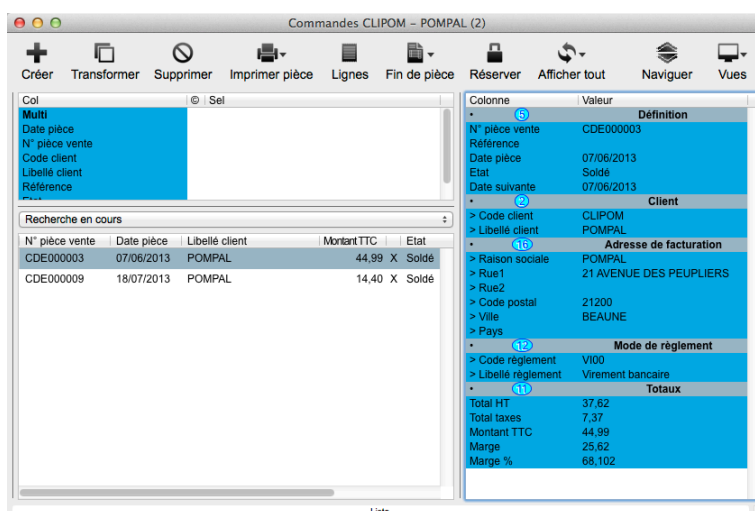 Commandes CLIPOM – POMPAL (2)
Créer Transformer Supprimer Imprimer pièce Lignes Fin de pièce Réserver Afficher tout Naviguer Vues
Col © Sel
Multi
Date pièce
N° pièce vente
Code client
Libellé client
Référence
Etat
Recherche en cours
N° pièce vente Date pièce Libellé client Montant TTC Etat
CDE000003 07/06/2013 POMPAL 44,99 X Soldé
CDE000009 18/07/2013 POMPAL 14,40 X Soldé
Colonne Valeur
• 5 Définition
N° pièce vente CDE000003
Référence
Date pièce 07/06/2013
Etat Soldé
Date suivante 07/06/2013
• 2 Client
> Code client CLIPOM
> Libellé client POMPAL
• 16 Adresse de facturation
> Raison sociale POMPAL
> Rue1 21 AVENUE DES PEUPLIERS
> Rue2
> Code postal 21200
> Ville BEAUNE
> Pays
• 12 Mode de règlement
> Code règlement VI00
> Libellé règlement Virement bancaire
• 11 Totaux
Total HT 37,62
Total taxes 7,37
Montant TTC 44,99
Marge 25,62
Marge % 68,102